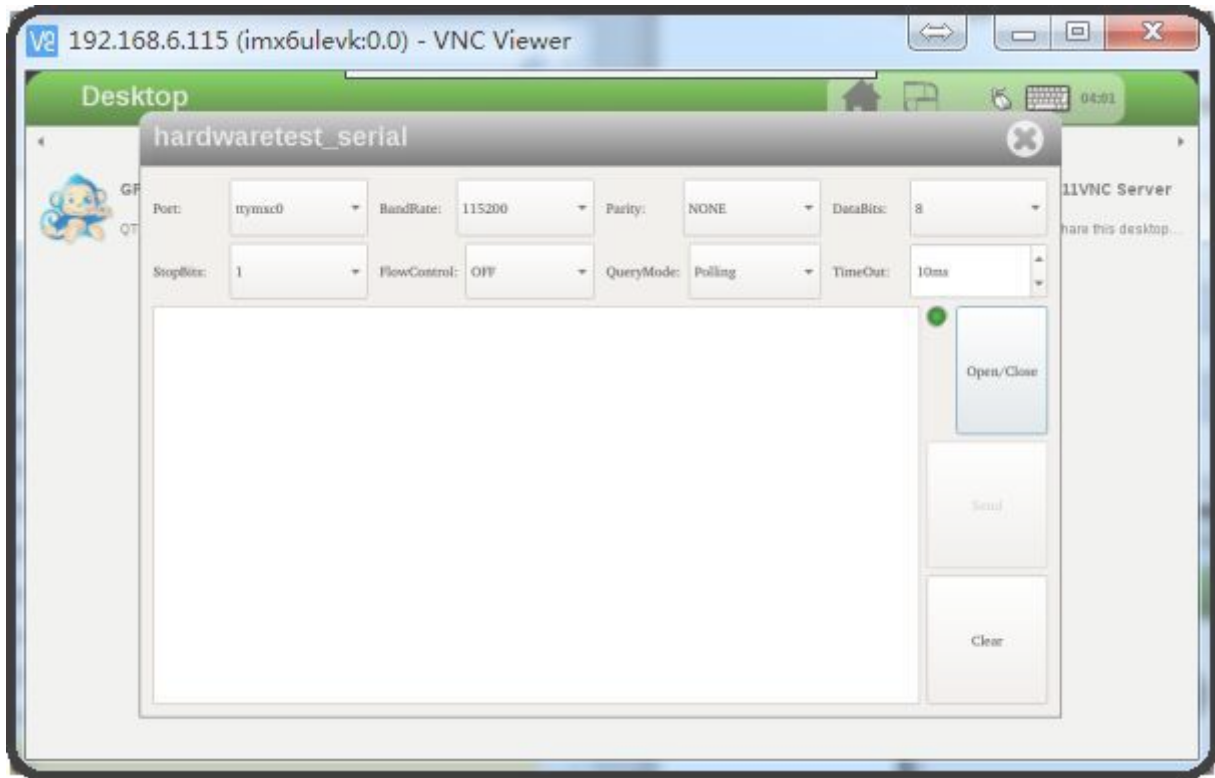 192.168.6.115 (imx6ulevk:0.0) - VNC Viewer
Desktop
04:01
hardwaretest_serial
GP
QT
11VNC Server
hare this desktop...
Port: ttymxc0 BandRate: 115200 Parity: NONE DataBits: 8
StopBits: 1 FlowControl: OFF QueryMode: Polling TimeOut: 10ms
Open/Close
Send
Clear